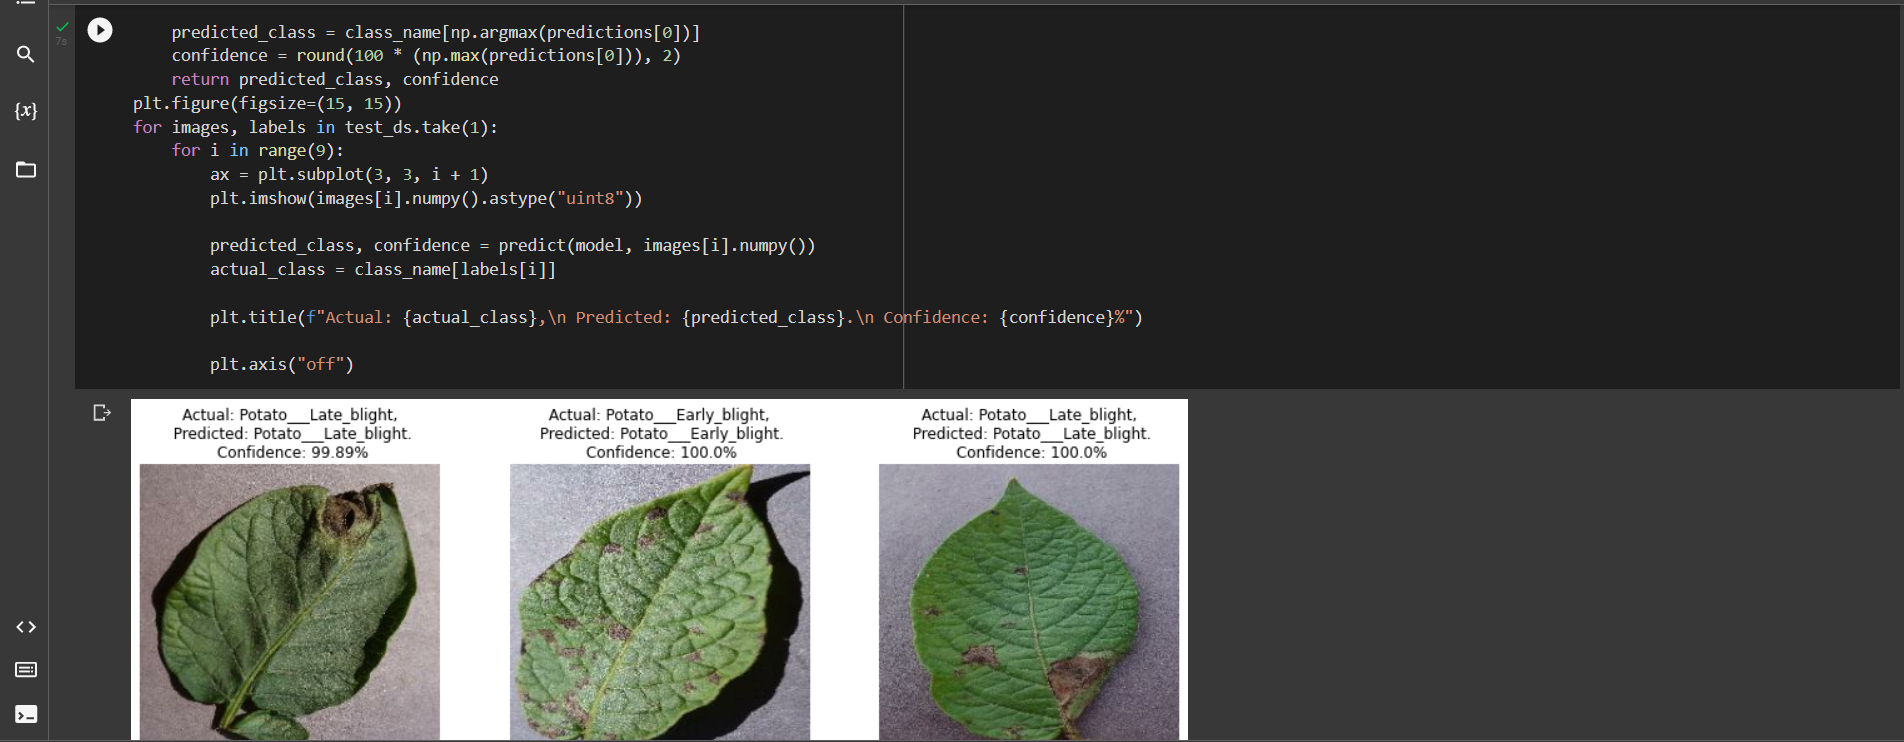 predicted_class = class_name[np.argmax(predictions[0])]
7s
confidence = round(100 * (np.max(predictions[0])), 2)
return predicted_class, confidence
{x}
plt.figure(figsize=(15, 15))
for images, labels in test_ds.take(1):
for i in range(9):
ax = plt.subplot(3, 3, i + 1)
plt.imshow(images[i].numpy().astype("uint8"))
predicted_class, confidence = predict(model, images[i].numpy())
actual_class = class_name[labels[i]]
plt.title(f"Actual: {actual_class},\n Predicted: {predicted_class}.\n Confidence: {confidence}%")
plt.axis("off")
Actual: Potato___Late_blight,
Predicted: Potato___Late_blight.
Confidence: 99.89%
Actual: Potato___Early_blight,
Predicted: Potato___Early_blight.
Confidence: 100.0%
Actual: Potato___Late_blight,
Predicted: Potato___Late_blight.
Confidence: 100.0%